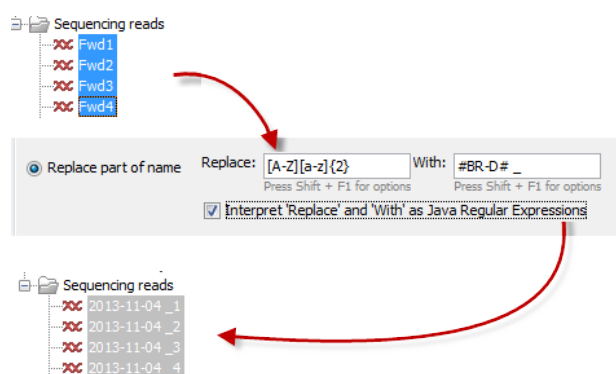 Sequencing reads
Fwd1
Fwd2
Fwd3
Fwd4
Replace part of name Replace: [A-Z][a-z]{2} With: #BR-D# _
Press Shift + F1 for options Press Shift + F1 for options
Interpret 'Replace' and 'With' as Java Regular Expressions
Sequencing reads
2013-11-04 _1
2013-11-04 _2
2013-11-04 _3
2013-11-04 _4